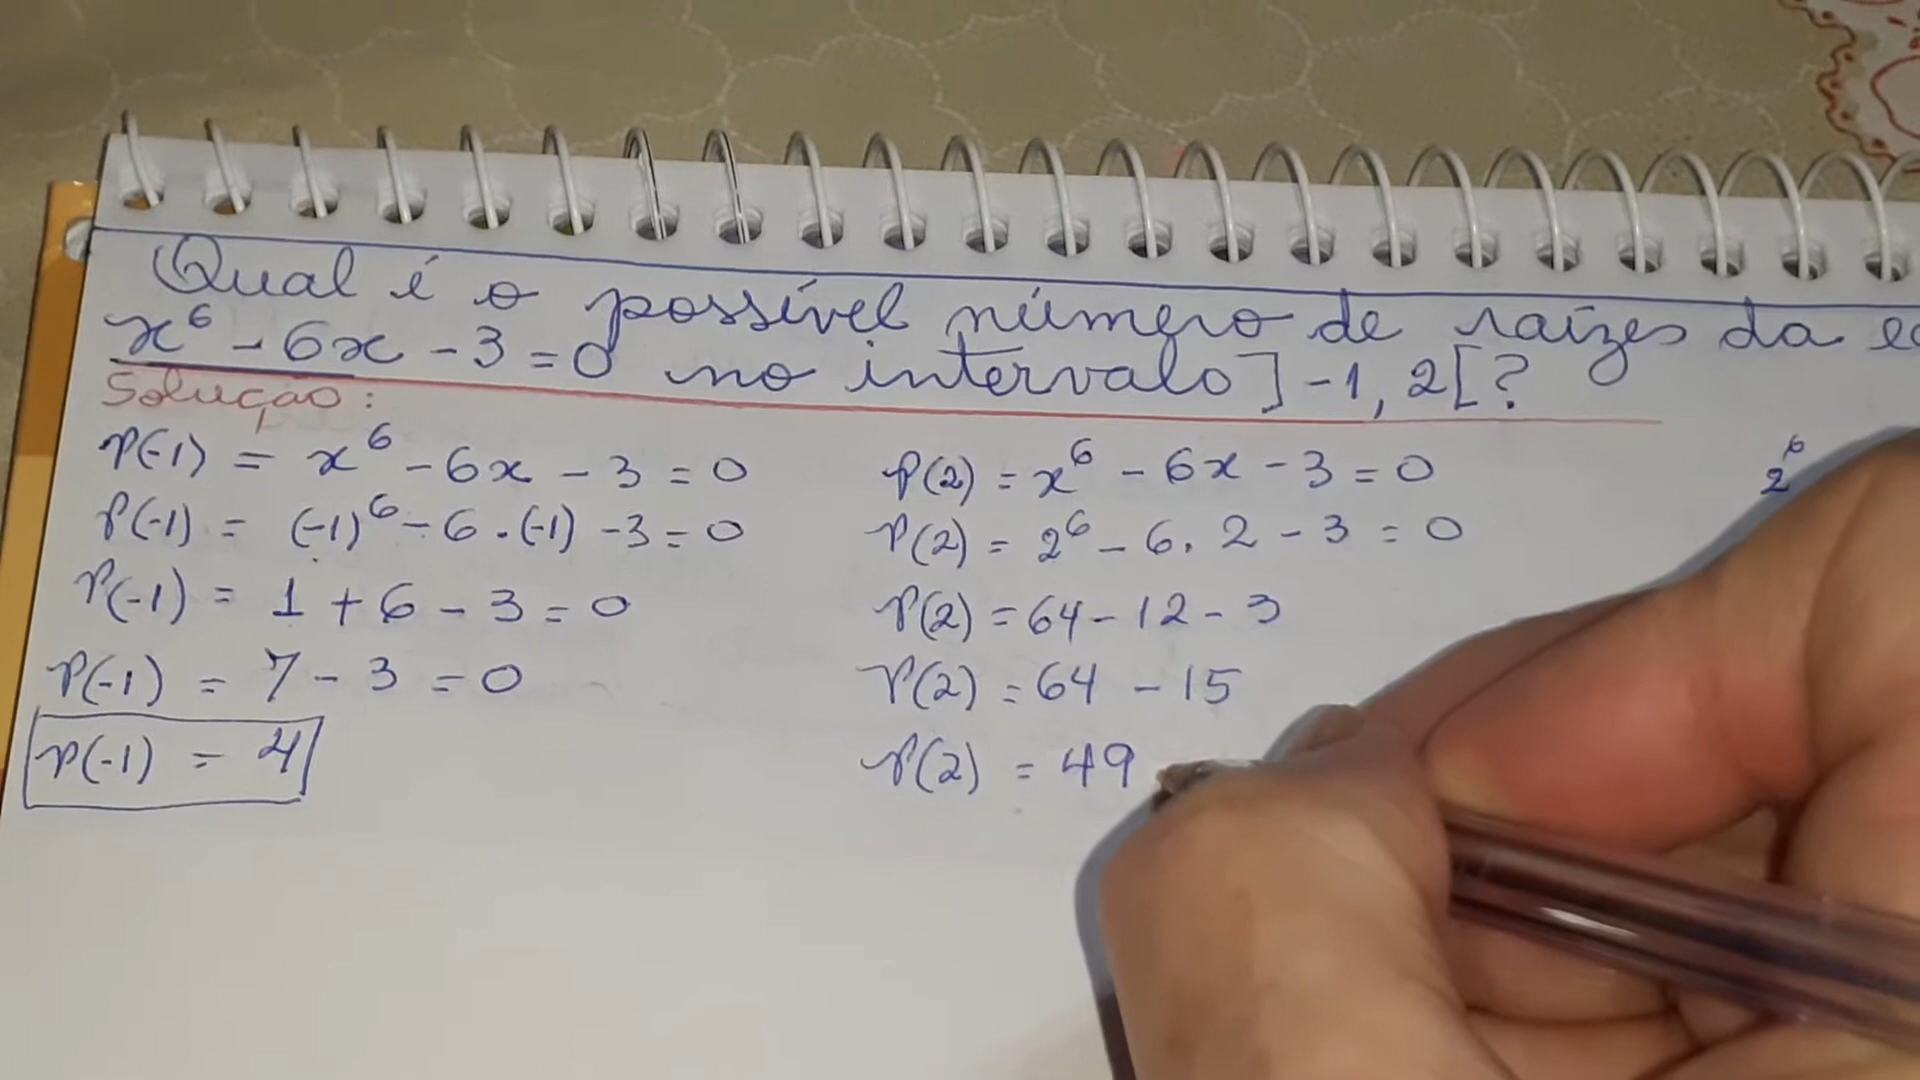 Qual é o possível número de raízes da
x⁶ - 6x - 3 = 0 no intervalo ]-1, 2[?
Solução:
P(-1) = x⁶ - 6x - 3 = 0
P(-1) = (-1)⁶ - 6 . (-1) - 3 = 0
P(-1) = 1 + 6 - 3 = 0
P(-1) = 7 - 3 = 0
P(-1) = 4
P(2) = x⁶ - 6x - 3 = 0
P(2) = 2⁶ - 6 . 2 - 3 = 0
P(2) = 64 - 12 - 3
P(2) = 64 - 15
P(2) = 49
2⁶